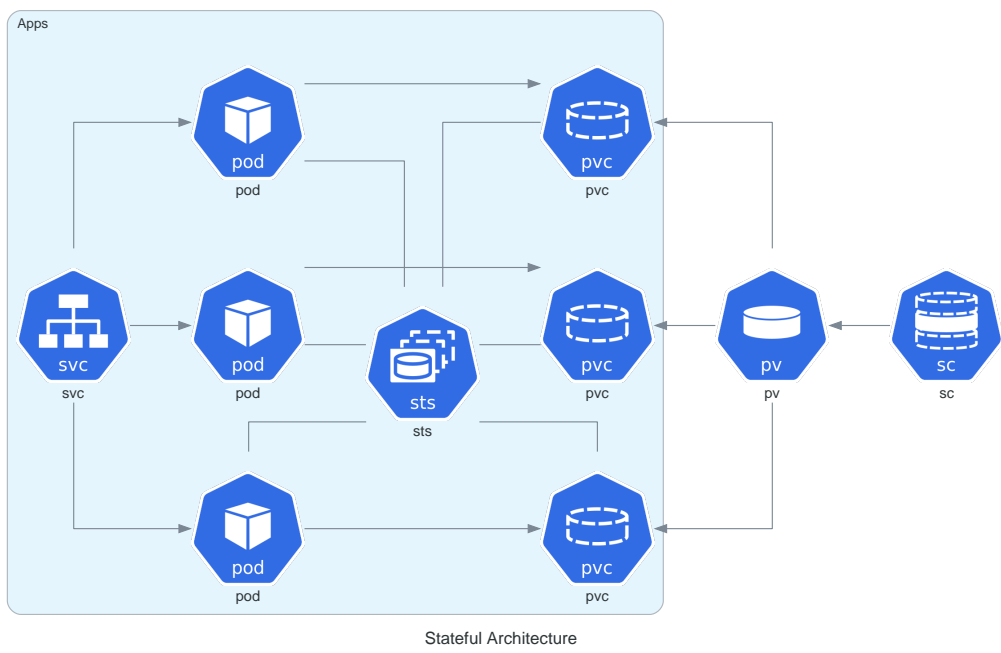 Apps
pod
pod
pvc
pvc
svc
svc
pod
pod
sts
sts
pvc
pvc
pv
pv
sc
sc
pod
pod
pvc
pvc
Stateful Architecture